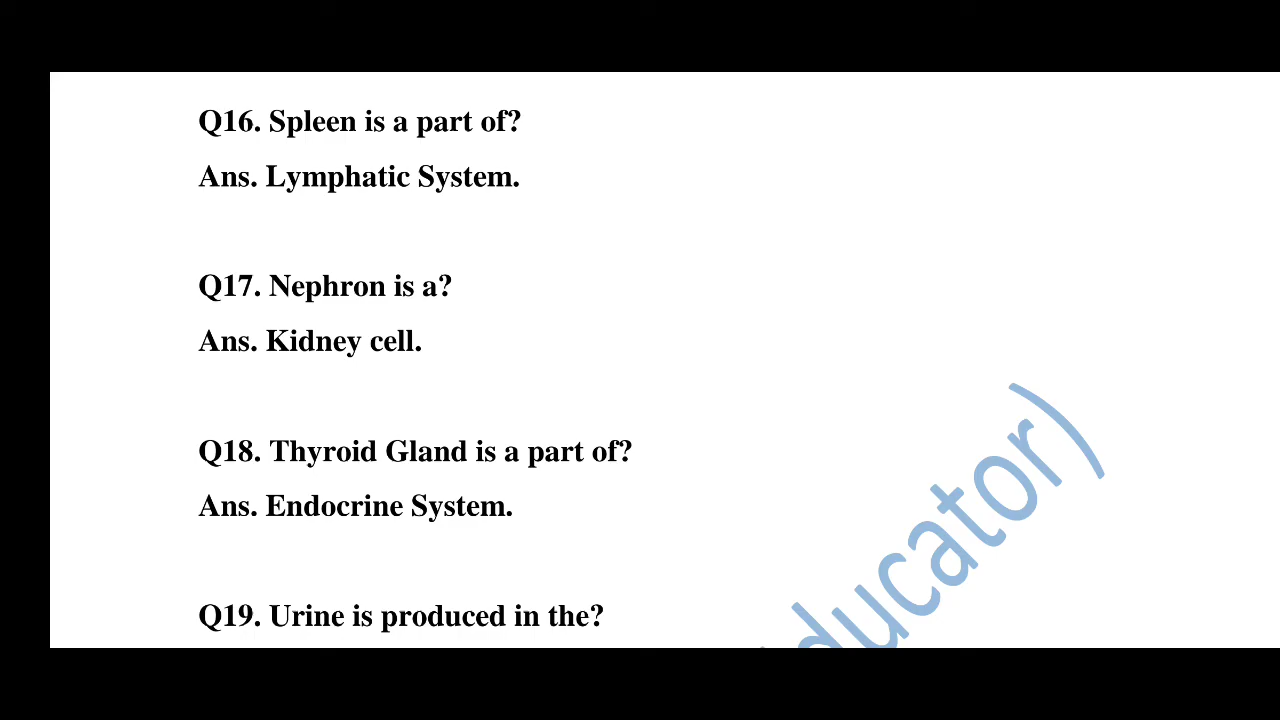 Q16. Spleen is a part of?
Ans. Lymphatic System.
Q17. Nephron is a?
Ans. Kidney cell.
Q18. Thyroid Gland is a part of?
Ans. Endocrine System.
Q19. Urine is produced in the?
ducator)